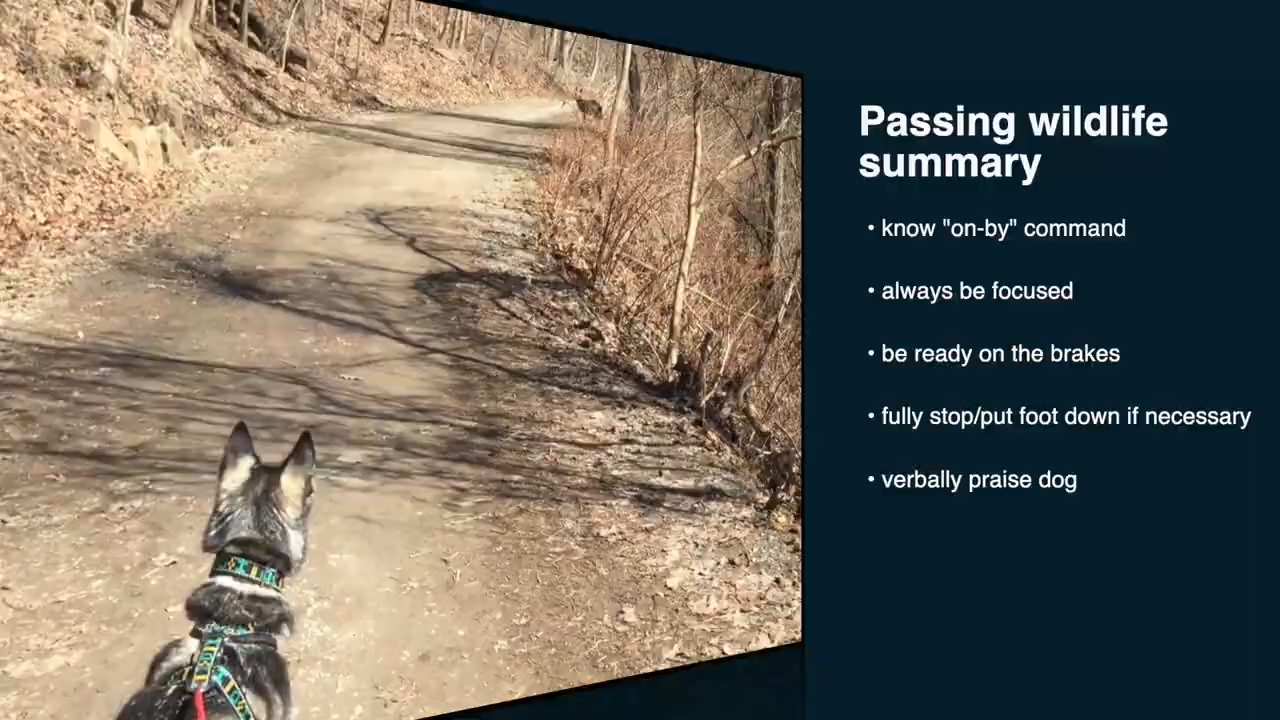 Passing wildlife
summary
• know "on-by" command
• always be focused
• be ready on the brakes
• fully stop/put foot down if necessary
• verbally praise dog